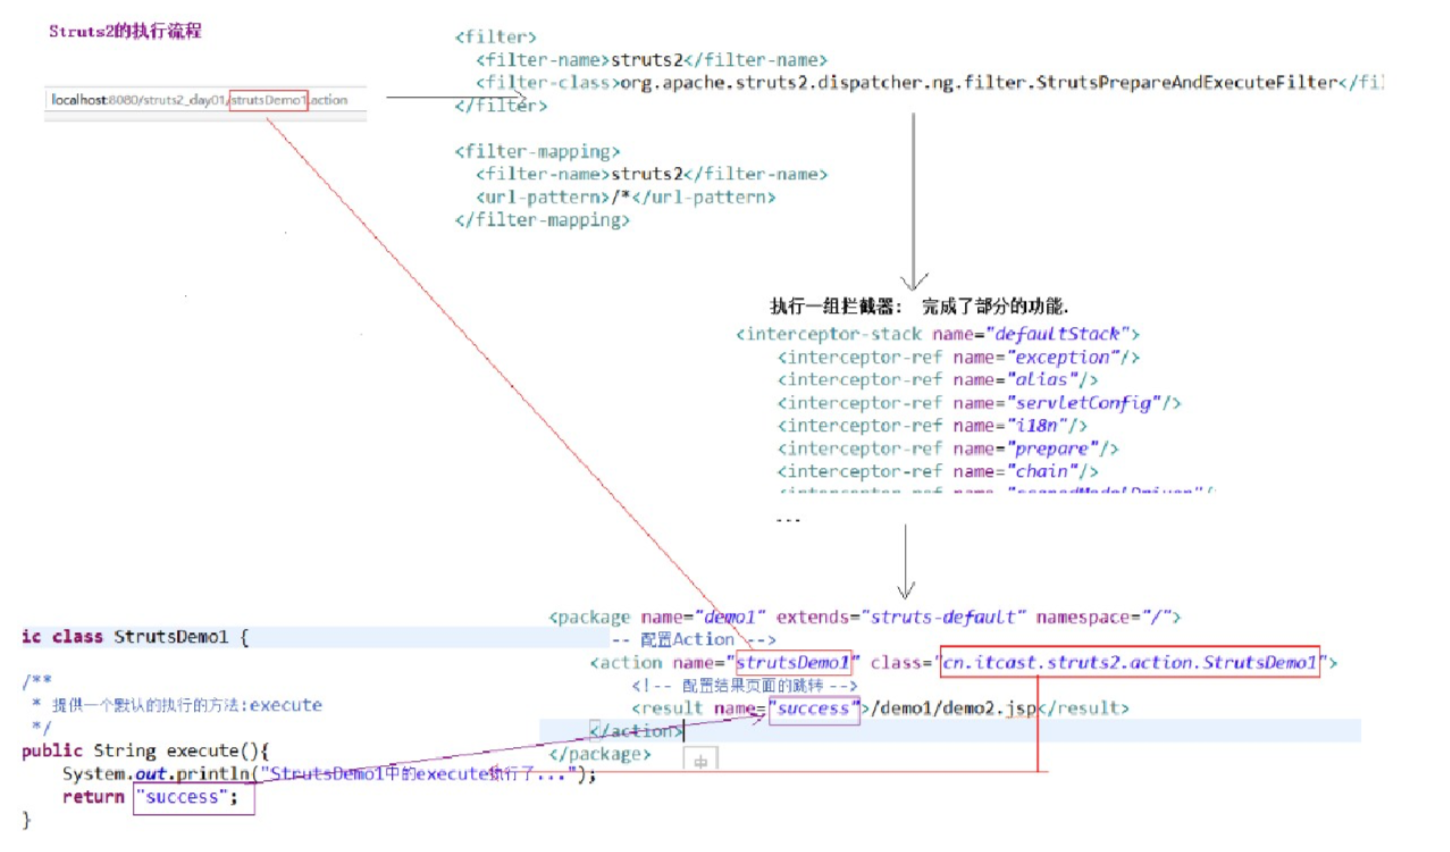 Struts2的执行流程
localhost:8080/struts2_day01/strutsDemo1.action
<filter>
<filter-name>struts2</filter-name>
<filter-class>org.apache.struts2.dispatcher.ng.filter.StrutsPrepareAndExecuteFilter</fil
</filter>
<filter-mapping>
<filter-name>struts2</filter-name>
<url-pattern>/*</url-pattern>
</filter-mapping>
执行一组拦截器： 完成了部分的功能.
<interceptor-stack name="defaultStack">
<interceptor-ref name="exception"/>
<interceptor-ref name="alias"/>
<interceptor-ref name="servletConfig"/>
<interceptor-ref name="i18n"/>
<interceptor-ref name="prepare"/>
<interceptor-ref name="chain"/>
<interceptor-ref name="scopedModelDriven"/
...
<package name="demo1" extends="struts-default" namespace="/">
-- 配置Action -->
<action name="strutsDemo1" class="cn.itcast.struts2.action.StrutsDemo1">
<!-- 配置结果页面的跳转 -->
<result name="success">/demo1/demo2.jsp</result>
</action>
</package>
中
ic class StrutsDemo1 {
/**
* 提供一个默认的执行的方法:execute
*/
public String execute(){
System.out.println("StrutsDemo1中的execute执行了...");
return "success";
}